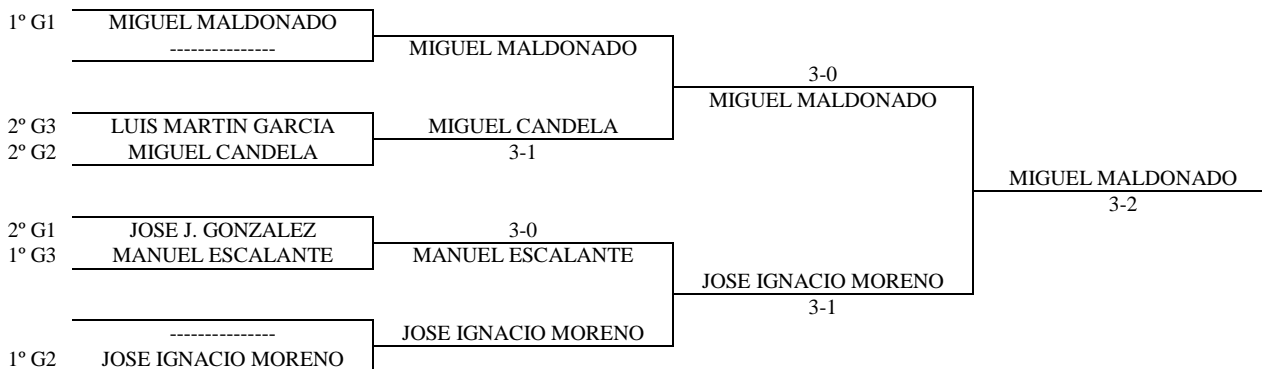 1º G1 MIGUEL MALDONADO
---------------
MIGUEL MALDONADO
3-0
MIGUEL MALDONADO
2º G3 LUIS MARTIN GARCIA
MIGUEL CANDELA
2º G2 MIGUEL CANDELA
3-1
MIGUEL MALDONADO
3-2
2º G1 JOSE J. GONZALEZ
3-0
1º G3 MANUEL ESCALANTE
MANUEL ESCALANTE
JOSE IGNACIO MORENO
3-1
---------------
JOSE IGNACIO MORENO
1º G2 JOSE IGNACIO MORENO